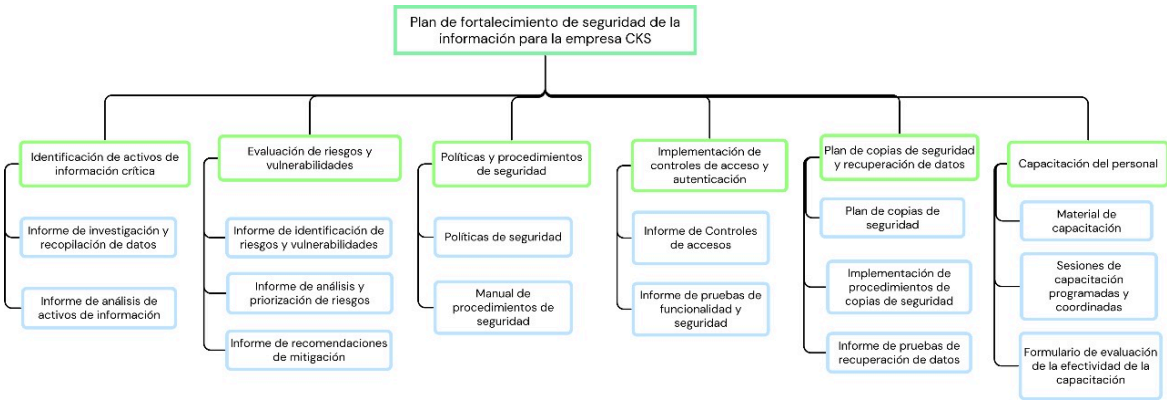 Plan de fortalecimiento de seguridad de la
información para la empresa CKS
Identificación de activos de
información crítica
Informe de investigación y
recopilación de datos
Informe de análisis de
activos de información
Evaluación de riesgos y
vulnerabilidades
Informe de identificación de
riesgos y vulnerabilidades
Informe de análisis y
priorización de riesgos
Informe de recomendaciones
de mitigación
Políticas y procedimientos
de seguridad
Políticas de seguridad
Manual de
procedimientos de
seguridad
Implementación de
controles de acceso y
autenticación
Informe de Controles
de accesos
Informe de pruebas de
funcionalidad y
seguridad
Plan de copias de seguridad
y recuperación de datos
Plan de copias de
seguridad
Implementación de
procedimientos de
copias de seguridad
Informe de pruebas de
recuperación de datos
Capacitación del personal
Material de
capacitación
Sesiones de
capacitación
programadas y
coordinadas
Formulario de evaluación
de la efectividad de la
capacitación